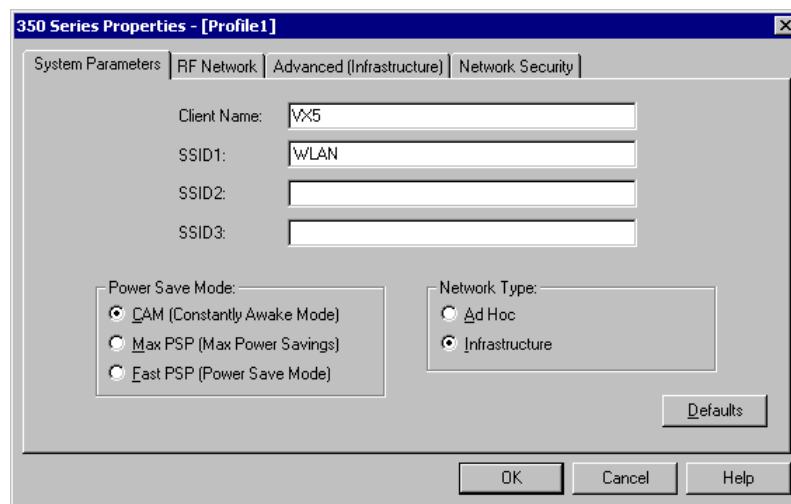 350 Series Properties - [Profile1]
System Parameters RF Network Advanced (Infrastructure) Network Security
Client Name: VX5
SSID1: WLAN
SSID2:
SSID3:
Power Save Mode:
CAM (Constantly Awake Mode)
Max PSP (Max Power Savings)
Fast PSP (Power Save Mode)
Network Type:
Ad Hoc
Infrastructure
Defaults
OK Cancel Help